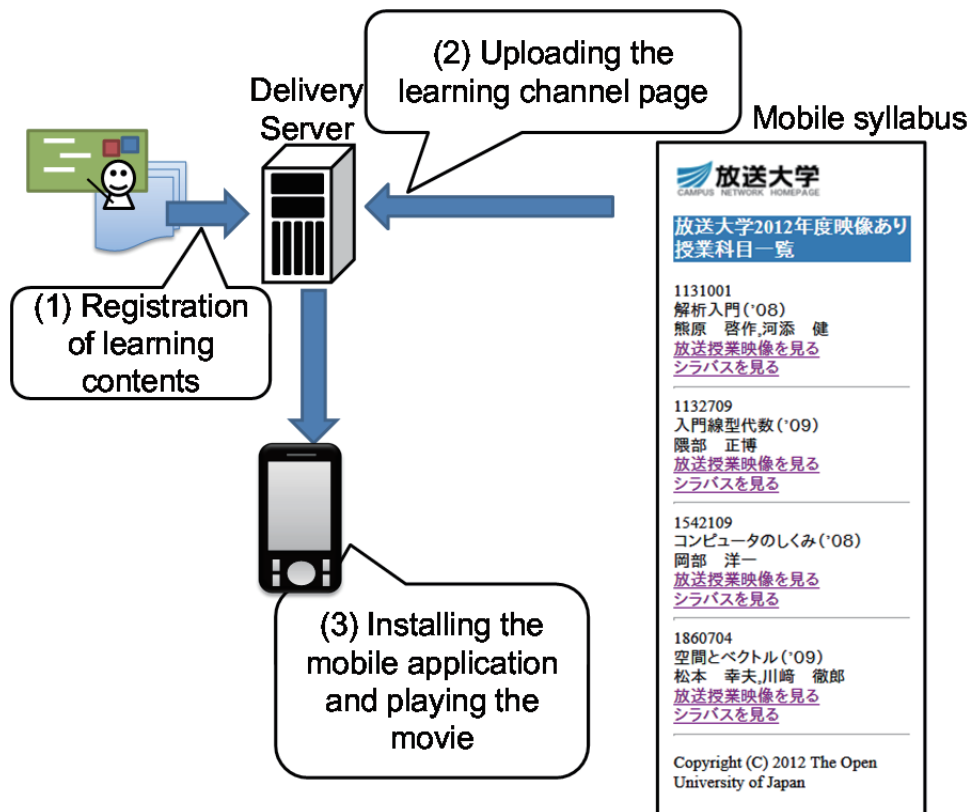 (2) Uploading the
learning channel page
Delivery
Server
Mobile syllabus
(1) Registration
of learning
contents
(3) Installing the
mobile application
and playing the
movie
放送大学
CAMPUS NETWORK HOMEPAGE
放送大学2012年度映像あり
授業科目一覧
1131001
解析入門('08)
熊原　啓作,河添　健
放送授業映像を見る
シラバスを見る
1132709
入門線型代数('09)
隈部　正博
放送授業映像を見る
シラバスを見る
1542109
コンピュータのしくみ('08)
岡部　洋一
放送授業映像を見る
シラバスを見る
1860704
空間とベクトル('09)
松本　幸夫,川﨑　徹郎
放送授業映像を見る
シラバスを見る
Copyright (C) 2012 The Open
University of Japan